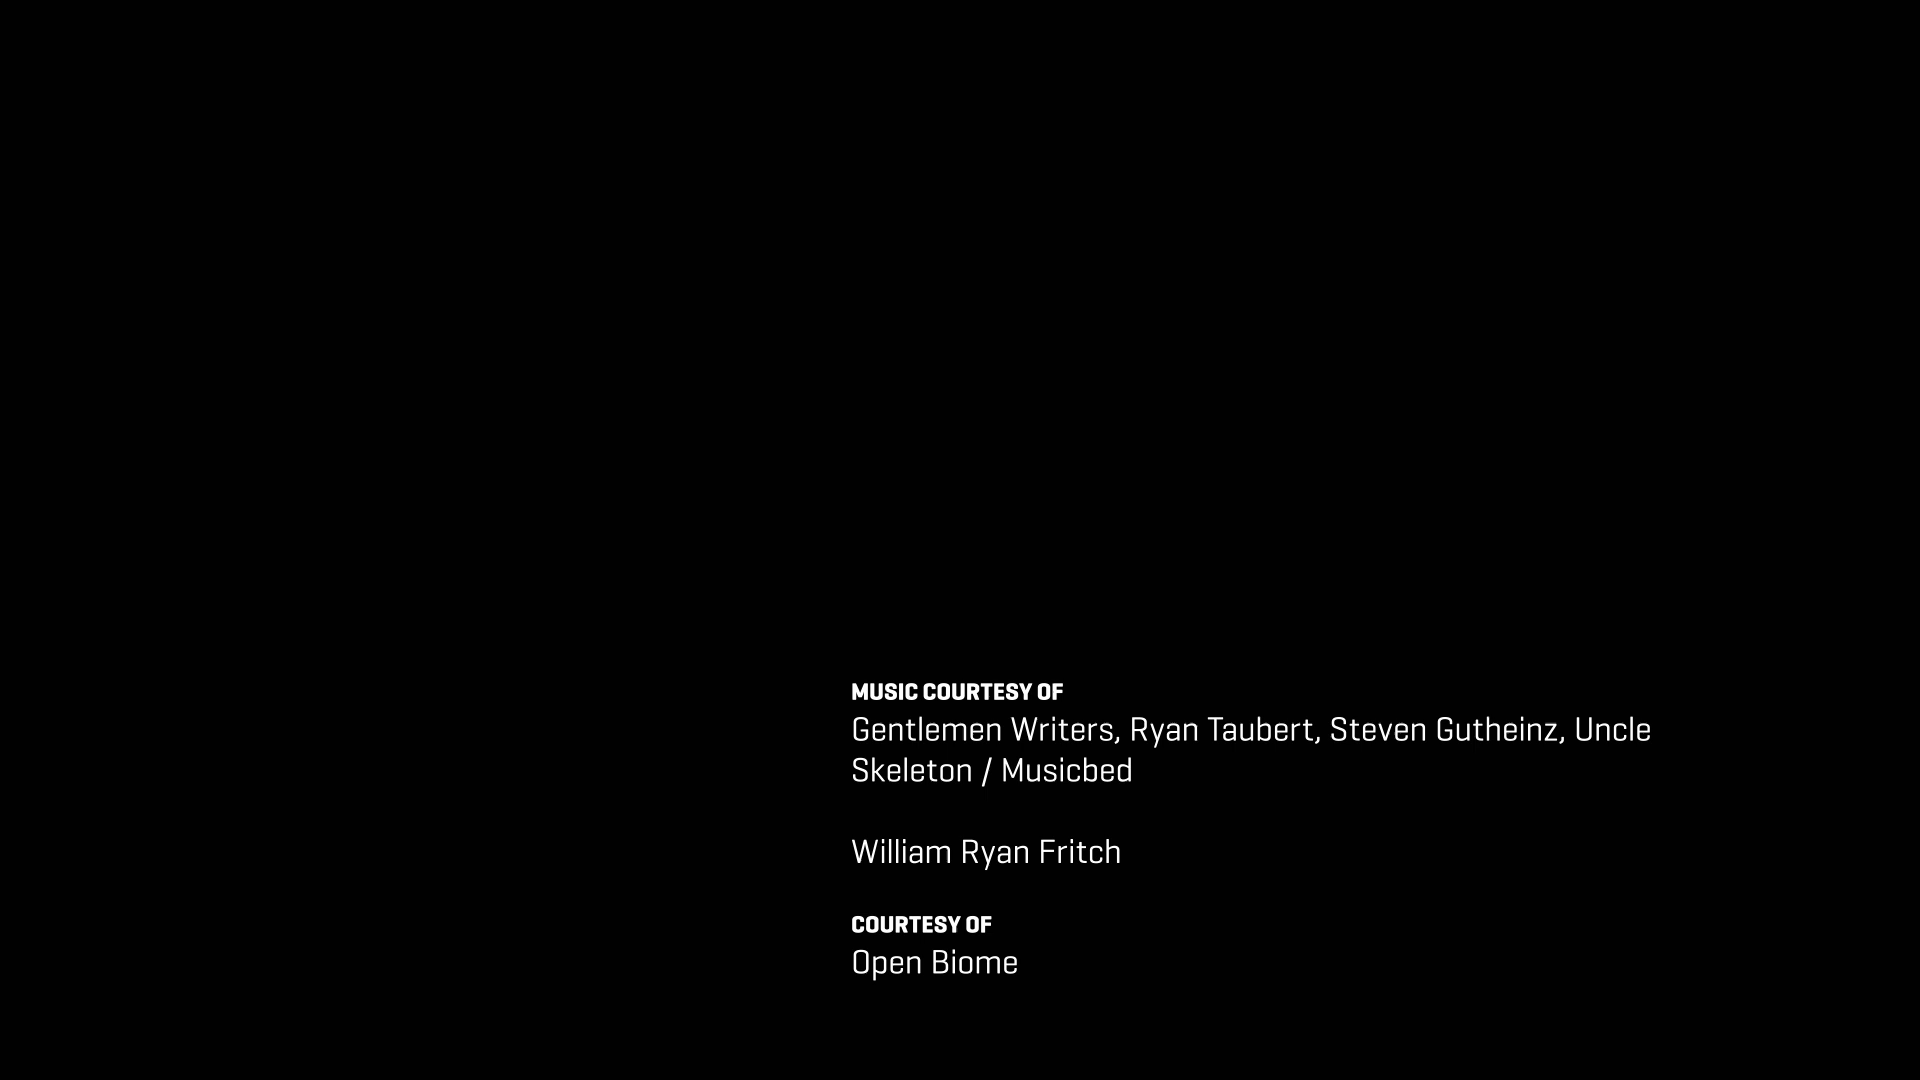 MUSIC COURTESY OF
Gentlemen Writers, Ryan Taubert, Steven Gutheinz, Uncle
Skeleton / Musicbed
William Ryan Fritch
COURTESY OF
Open Biome